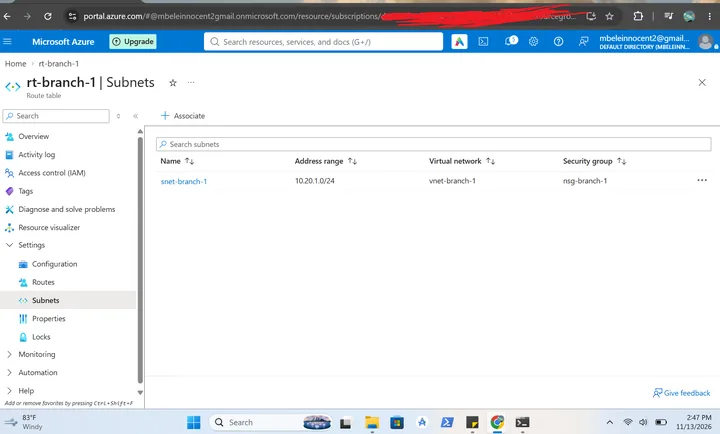 portal.azure.com/#@mbeleinnocent2gmail.onmicrosoft.com/resource/subscriptions/
Microsoft Azure
Upgrade
Search resources, services, and docs (G+/)
1
mbeleinnocent2@gmail....
DEFAULT DIRECTORY (MBELEINN...
Home > rt-branch-1
rt-branch-1 | Subnets
Route table
Search
Associate
Overview
Activity log
Access control (IAM)
Tags
Diagnose and solve problems
Resource visualizer
Settings
Configuration
Routes
Subnets
Properties
Locks
Monitoring
Automation
Help
Add or remove favorites by pressing Ctrl+Shift+F
Search subnets
Name Address range Virtual network Security group
snet-branch-1 10.20.1.0/24 vnet-branch-1 nsg-branch-1
Give feedback
83°F
Windy
Search
2:47 PM
11/13/2026